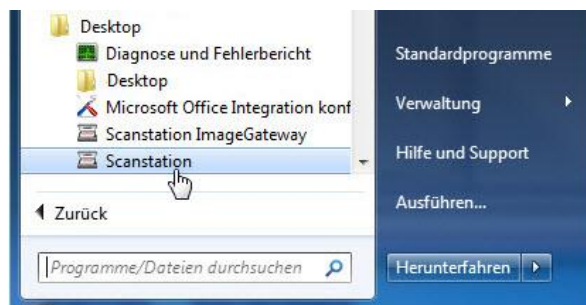 Desktop
Diagnose und Fehlerbericht
Desktop
Microsoft Office Integration konf
Scanstation ImageGateway
Scanstation
Zurück
Programme/Dateien durchsuchen
Standardprogramme
Verwaltung
Hilfe und Support
Ausführen...
Herunterfahren